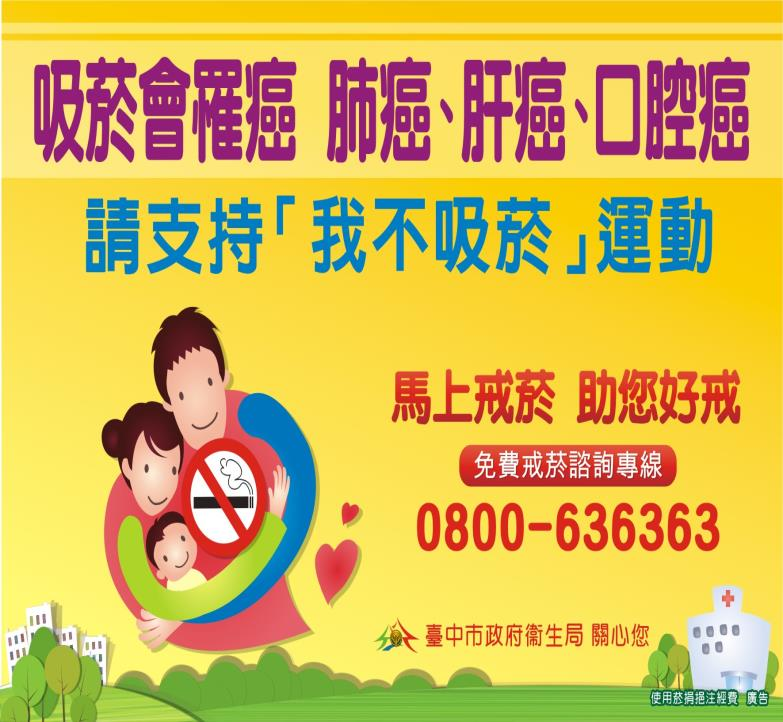 吸菸會罹癌 肺癌、肝癌、口腔癌
請支持「我不吸菸」運動
馬上戒菸 助您好戒
免費戒菸諮詢專線
0800-636363
臺中市政府衛生局 關心您
使用菸捐挹注經費 廣告